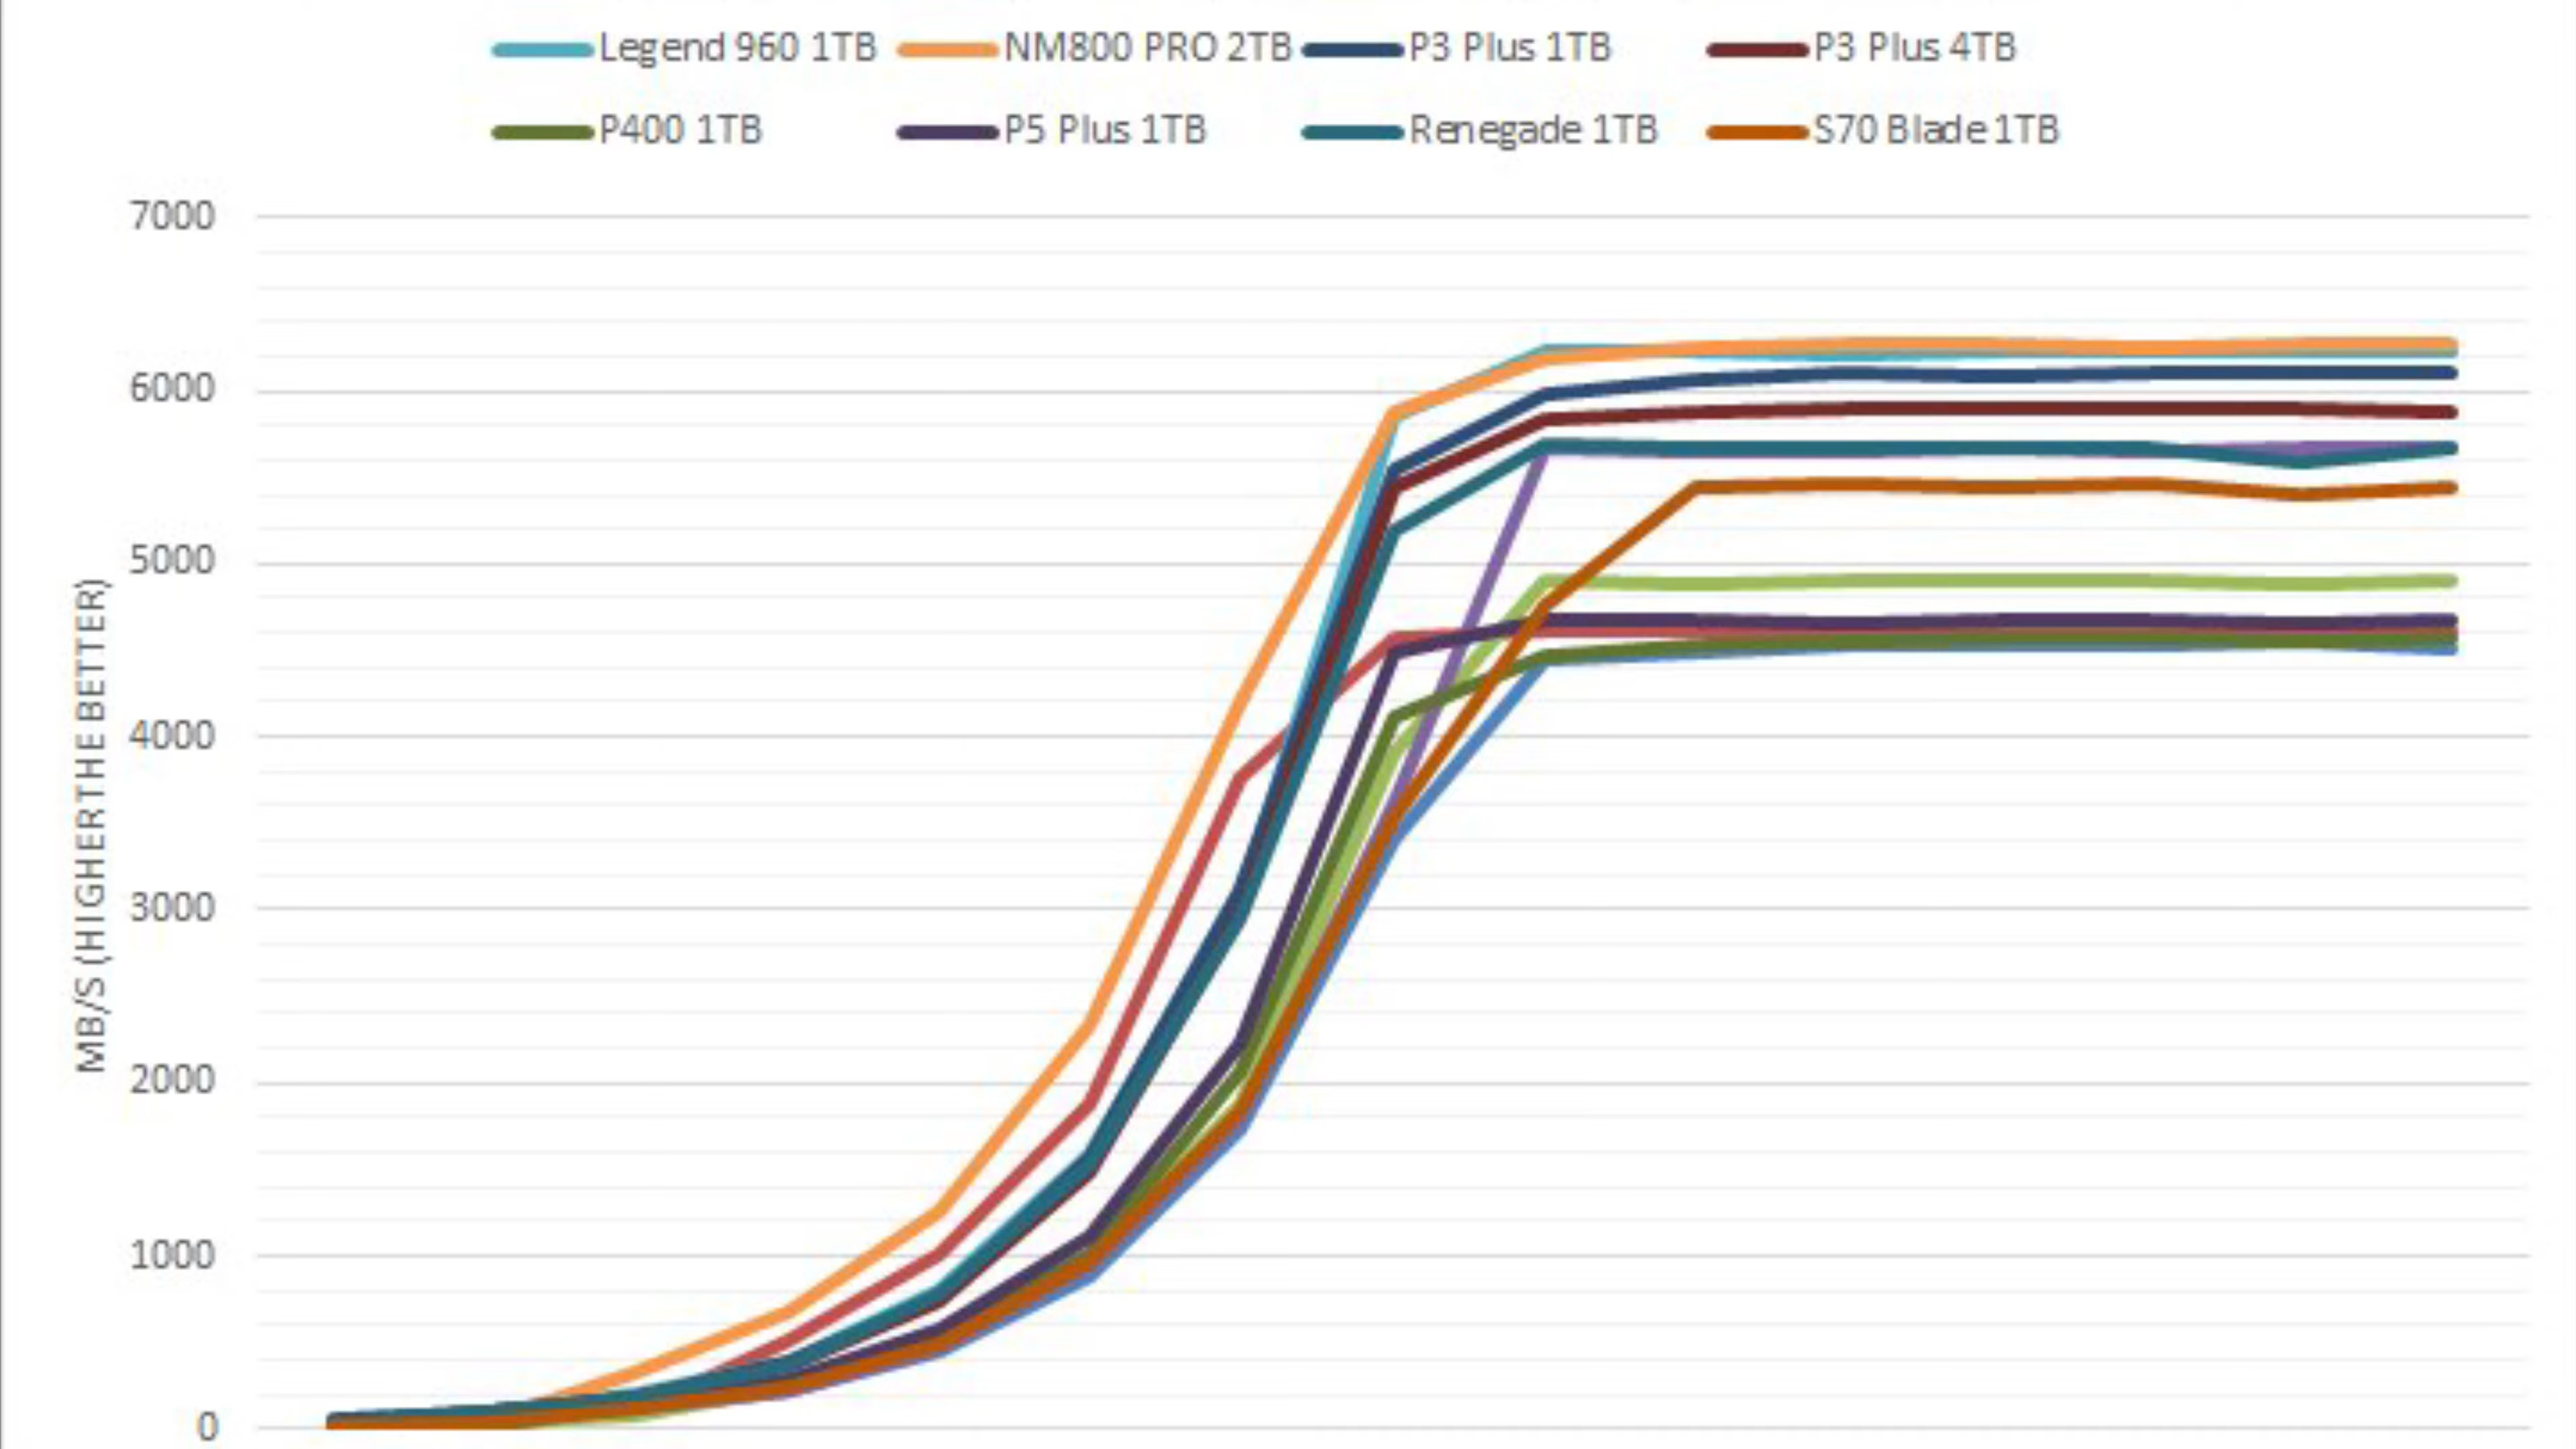 Legend 960 1TB NM800 PRO 2TB P3 Plus 1TB P3 Plus 4TB
P400 1TB P5 Plus 1TB Renegade 1TB S70 Blade 1TB
7000
6000
5000
4000
3000
2000
1000
0
MB/S (HIGHER THE BETTER)